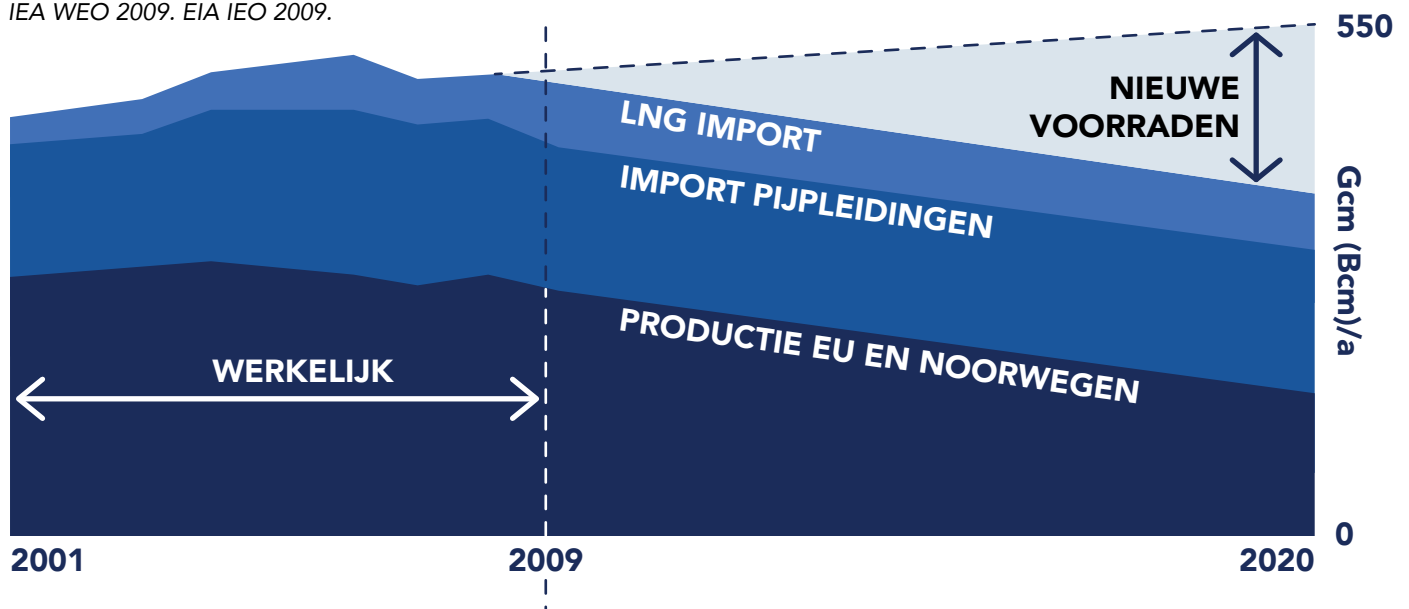 IEA WEO 2009. EIA IEO 2009.
550
NIEUWE
VOORRADEN
LNG IMPORT
IMPORT PIJPLEIDINGEN
Gcm (Bcm)/a
PRODUCTIE EU EN NOORWEGEN
WERKELIJK
0
2001
2009
2020